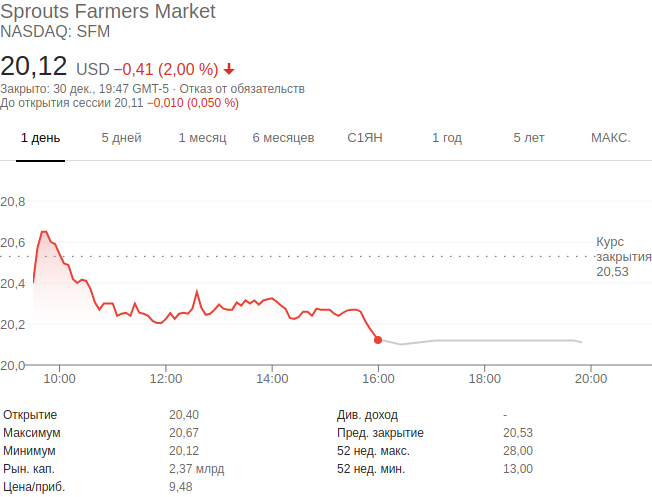 Sprouts Farmers Market
NASDAQ: SFM
20,12 USD −0,41 (2,00 %)
Закрыто: 30 дек., 19:47 GMT-5 · Отказ от обязательств
До открытия сессии 20,11 −0,010 (0,050 %)
1 день 5 дней 1 месяц 6 месяцев С1ЯН 1 год 5 лет МАКС.
20,8
20,6
20,4
20,2
20,0
Курс
закрытия
20,53
10:00 12:00 14:00 16:00 18:00 20:00
Открытие 20,40 Див. доход -
Максимум 20,67 Пред. закрытие 20,53
Минимум 20,12 52 нед. макс. 28,00
Рын. кап. 2,37 млрд 52 нед. мин. 13,00
Цена/приб. 9,48